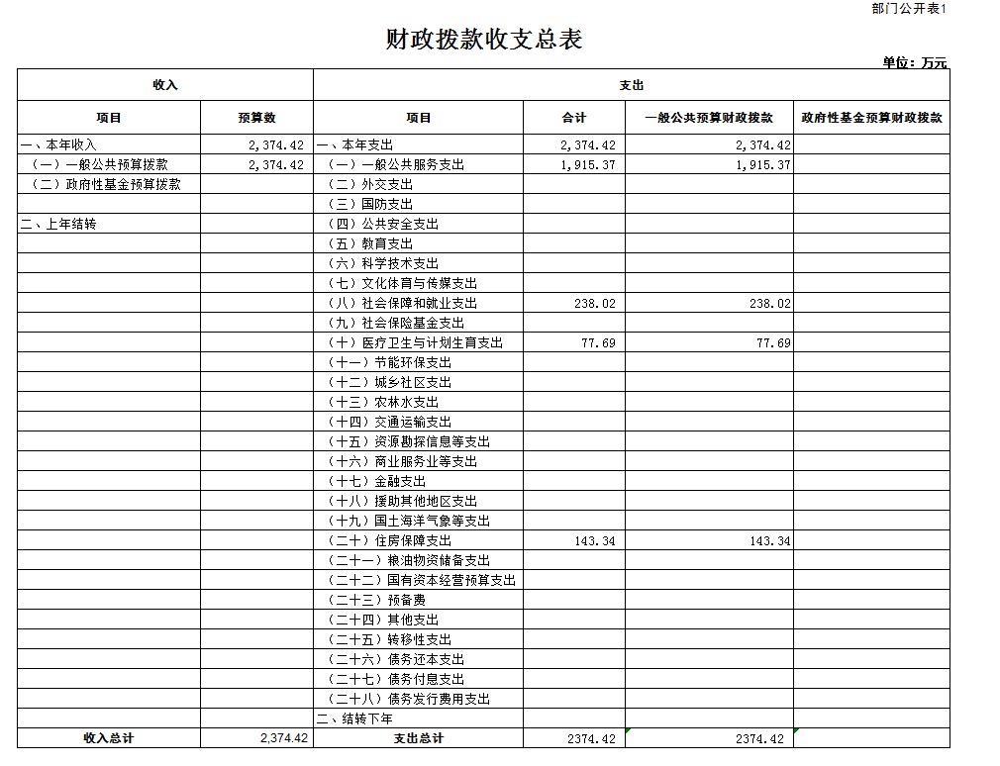 部门公开表1
财政拨款收支总表
单位：万元
收入 支出
项目 预算数 项目 合计 一般公共预算财政拨款 政府性基金预算财政拨款
一、本年收入 2,374.42 一、本年支出 2,374.42 2,374.42
（一）一般公共预算拨款 2,374.42 （一）一般公共服务支出 1,915.37 1,915.37
（二）政府性基金预算拨款 （二）外交支出
（三）国防支出
二、上年结转 （四）公共安全支出
（五）教育支出
（六）科学技术支出
（七）文化体育与传媒支出
（八）社会保障和就业支出 238.02 238.02
（九）社会保险基金支出
（十）医疗卫生与计划生育支出 77.69 77.69
（十一）节能环保支出
（十二）城乡社区支出
（十三）农林水支出
（十四）交通运输支出
（十五）资源勘探信息等支出
（十六）商业服务业等支出
（十七）金融支出
（十八）援助其他地区支出
（十九）国土海洋气象等支出
（二十）住房保障支出 143.34 143.34
（二十一）粮油物资储备支出
（二十二）国有资本经营预算支出
（二十三）预备费
（二十四）其他支出
（二十五）转移性支出
（二十六）债务还本支出
（二十七）债务付息支出
（二十八）债务发行费用支出
二、结转下年
收入总计 2,374.42 支出总计 2374.42 2374.42